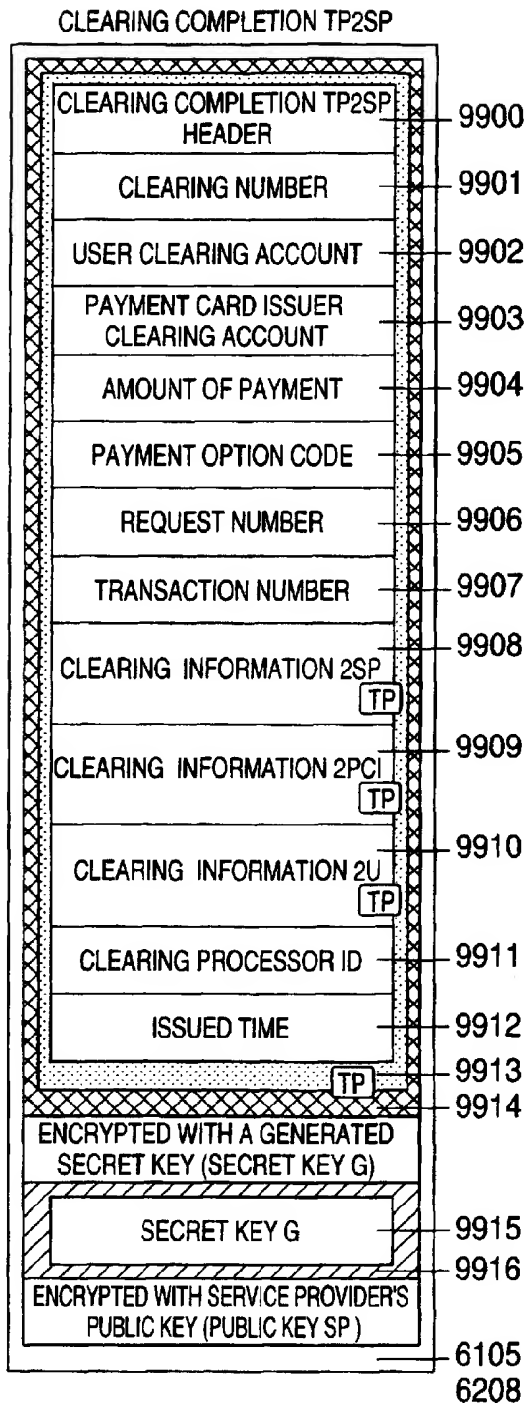 CLEARING COMPLETION TP2SP
CLEARING COMPLETION TP2SP
HEADER
9900
CLEARING NUMBER
9901
USER CLEARING ACCOUNT
9902
PAYMENT CARD ISSUER
CLEARING ACCOUNT
9903
AMOUNT OF PAYMENT
9904
PAYMENT OPTION CODE
9905
REQUEST NUMBER
9906
TRANSACTION NUMBER
9907
9908
CLEARING INFORMATION 2SP
TP
9909
CLEARING INFORMATION 2PCI
TP
9910
CLEARING INFORMATION 2U
TP
CLEARING PROCESSOR ID
9911
ISSUED TIME
9912
TP
9913
9914
ENCRYPTED WITH A GENERATED
SECRET KEY (SECRET KEY G)
SECRET KEY G
9915
9916
ENCRYPTED WITH SERVICE PROVIDER'S
PUBLIC KEY (PUBLIC KEY SP )
6105
6208